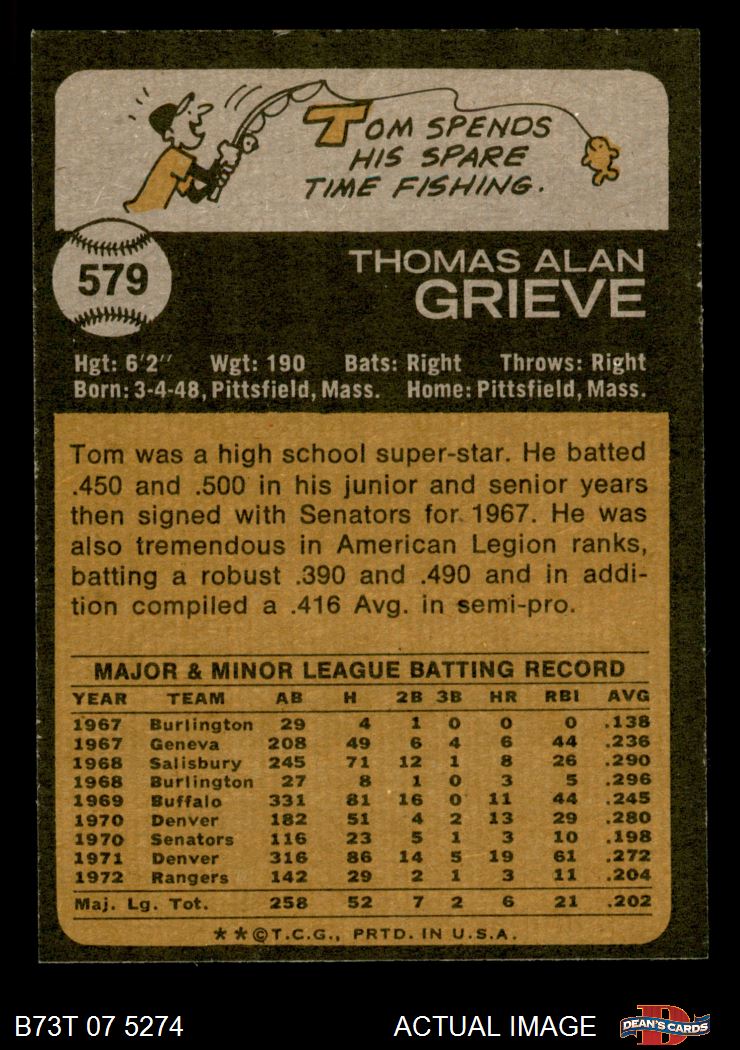 TOM SPENDS
HIS SPARE
TIME FISHING.
579
THOMAS ALAN
GRIEVE
Hgt: 6'2" Wgt: 190 Bats: Right Throws: Right
Born: 3-4-48, Pittsfield, Mass. Home: Pittsfield, Mass.
Tom was a high school super-star. He batted
.450 and .500 in his junior and senior years
then signed with Senators for 1967. He was
also tremendous in American Legion ranks,
batting a robust .390 and .490 and in addi-
tion compiled a .416 Avg. in semi-pro.
MAJOR & MINOR LEAGUE BATTING RECORD
YEAR TEAM AB H 2B 3B HR RBI AVG
1967 Burlington 29 4 1 0 0 0 .138
1967 Geneva 208 49 6 4 6 44 .236
1968 Salisbury 245 71 12 1 8 26 .290
1968 Burlington 27 8 1 0 3 5 .296
1969 Buffalo 331 81 16 0 11 44 .245
1970 Denver 182 51 4 2 13 29 .280
1970 Senators 116 23 5 1 3 10 .198
1971 Denver 316 86 14 5 19 61 .272
1972 Rangers 142 29 2 1 3 11 .204
Maj. Lg. Tot. 258 52 7 2 6 21 .202
**©T.C.G., PRTD. IN U.S.A.
B73T 07 5274 ACTUAL IMAGE D DEAN'S CARDS